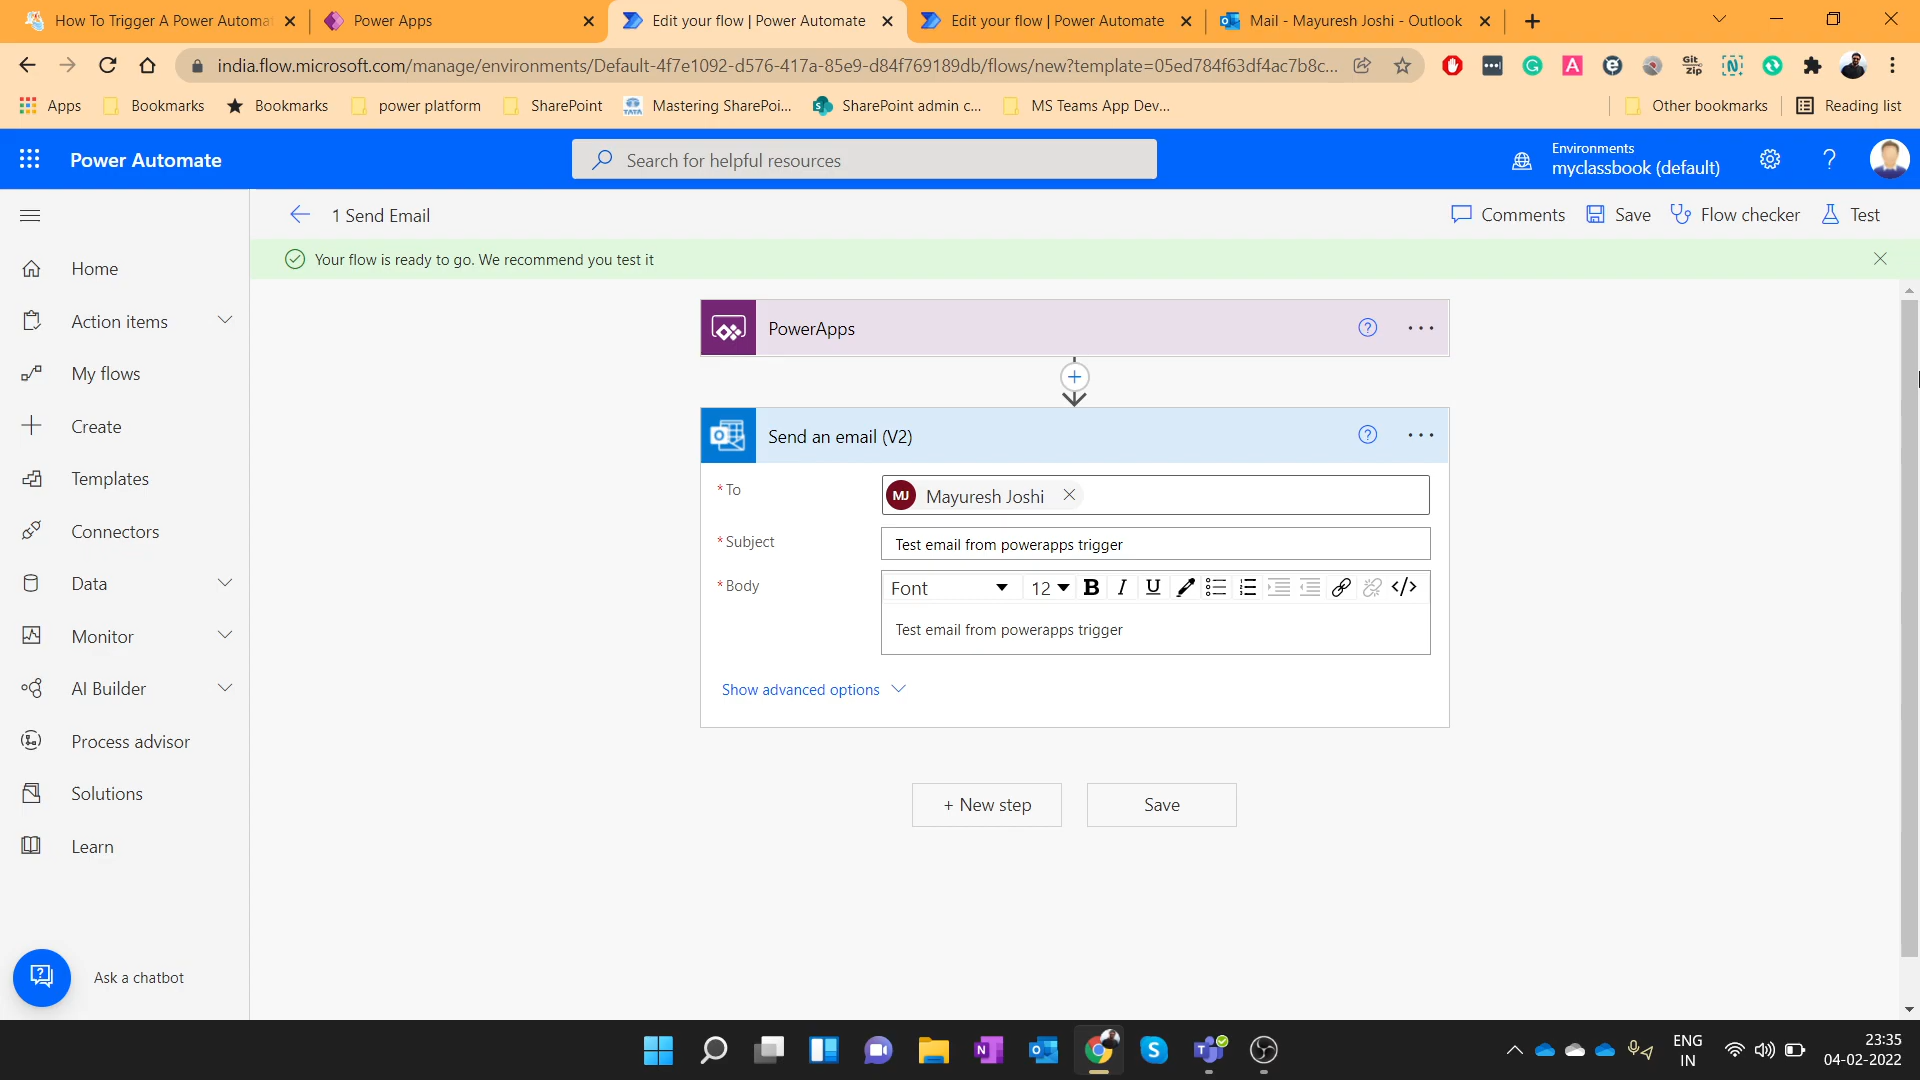 How To Trigger A Power Automat
Power Apps
Edit your flow | Power Automate
Edit your flow | Power Automate
Mail - Mayuresh Joshi - Outlook
india.flow.microsoft.com/manage/environments/Default-4f7e1092-d576-417a-85e9-d84f769189db/flows/new?template=05ed784f63df4ac7b8c...
Git
zip
Apps
Bookmarks
Bookmarks
power platform
SharePoint
TATA
Mastering SharePoi...
SharePoint admin c...
MS Teams App Dev...
Other bookmarks
Reading list
Power Automate
Search for helpful resources
Environments
myclassbook (default)
1 Send Email
Comments
Save
Flow checker
Test
Your flow is ready to go. We recommend you test it
Home
Action items
My flows
Create
Templates
Connectors
Data
Monitor
AI Builder
Process advisor
Solutions
Learn
Ask a chatbot
PowerApps
Send an email (V2)
* To
MJ Mayuresh Joshi
* Subject
Test email from powerapps trigger
* Body
Font
12
B I U
</>
Test email from powerapps trigger
Show advanced options
+ New step
Save
ENG
IN
23:35
04-02-2022